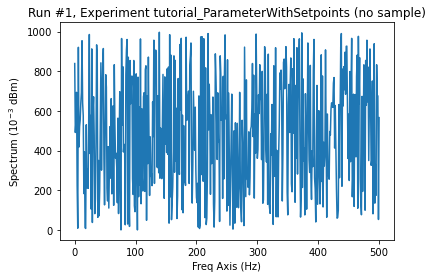 Run #1, Experiment tutorial_ParameterWithSetpoints (no sample)
Spectrum (10⁻³ dBm)
1000
800
600
400
200
0
0 100 200 300 400 500
Freq Axis (Hz)